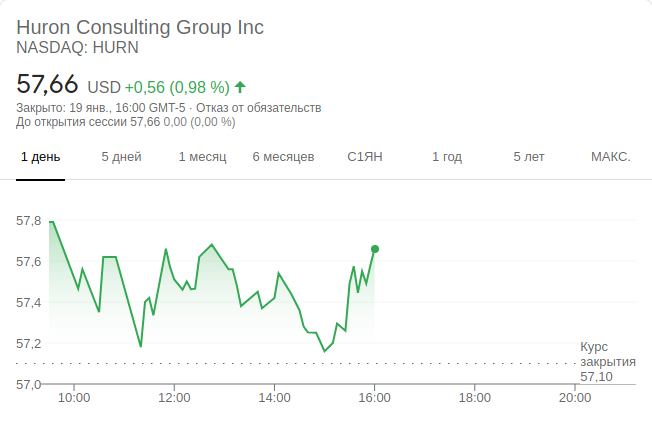 Huron Consulting Group Inc
NASDAQ: HURN
57,66 USD +0,56 (0,98 %)
Закрыто: 19 янв., 16:00 GMT-5 · Отказ от обязательств
До открытия сессии 57,66 0,00 (0,00 %)
1 день 5 дней 1 месяц 6 месяцев С1ЯН 1 год 5 лет МАКС.
57,8
57,6
57,4
57,2
57,0
Курс
закрытия
57,10
10:00 12:00 14:00 16:00 18:00 20:00